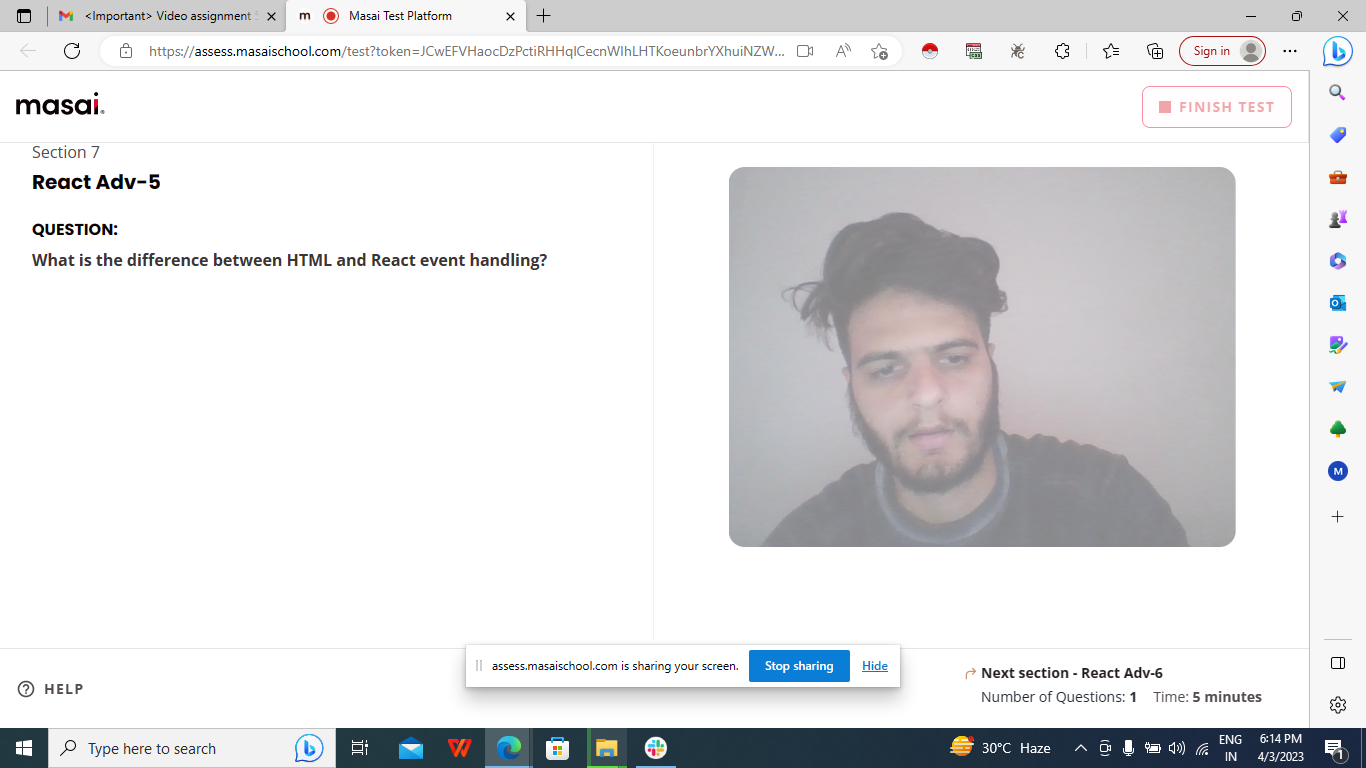 <Important> Video assignment
Masai Test Platform
https://assess.masaischool.com/test?token=JCwEFVHaocDzPctiRHHqICecnWIhLHTKoeunbrYXhuiNZW...
Sign in
masai
FINISH TEST
Section 7
React Adv-5
QUESTION:
What is the difference between HTML and React event handling?
assess.masaischool.com is sharing your screen.
Stop sharing
Hide
HELP
Next section - React Adv-6
Number of Questions: 1 Time: 5 minutes
M
Type here to search
30°C Haze
ENG
IN
6:14 PM
4/3/2023
1